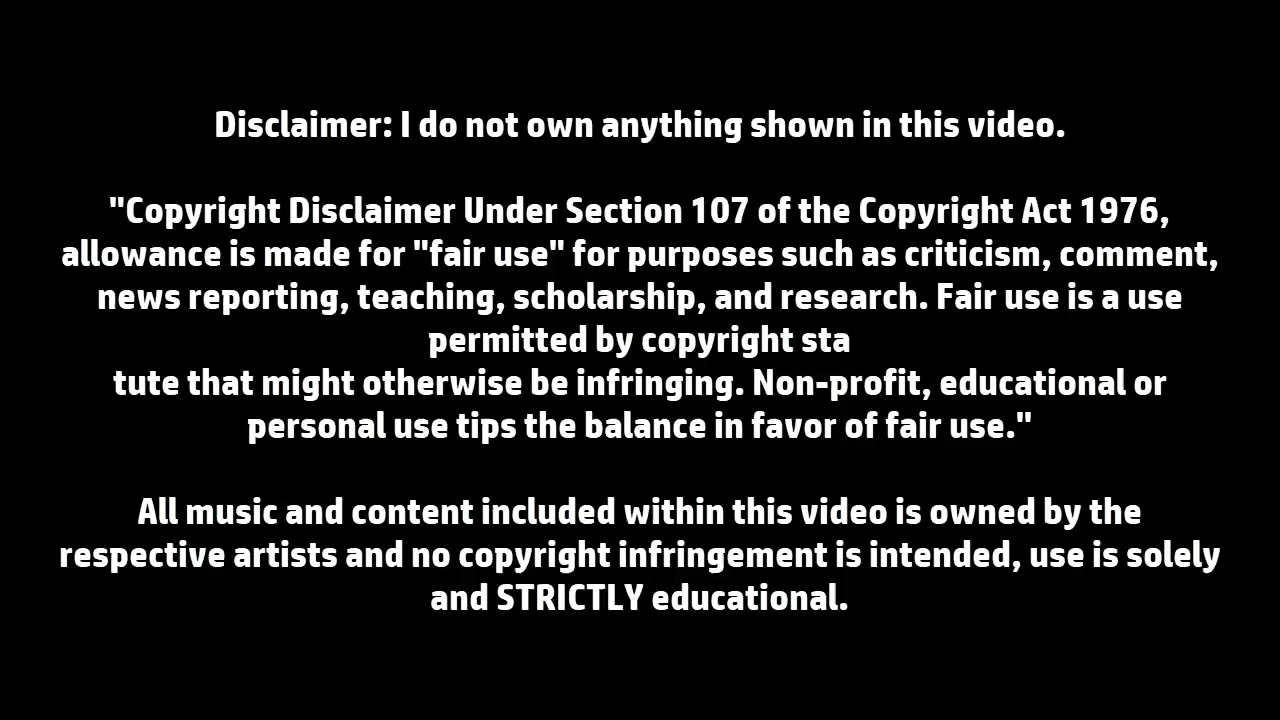 Disclaimer: I do not own anything shown in this video.
"Copyright Disclaimer Under Section 107 of the Copyright Act 1976,
allowance is made for "fair use" for purposes such as criticism, comment,
news reporting, teaching, scholarship, and research. Fair use is a use
permitted by copyright sta
tute that might otherwise be infringing. Non-profit, educational or
personal use tips the balance in favor of fair use."
All music and content included within this video is owned by the
respective artists and no copyright infringement is intended, use is solely
and STRICTLY educational.